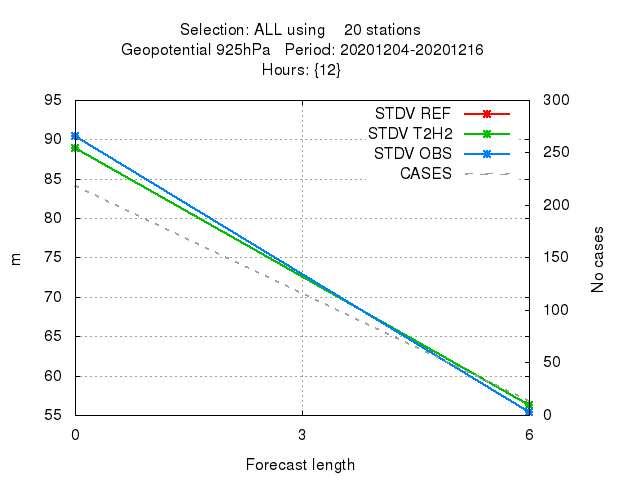 Selection: ALL using    20 stations
Geopotential 925hPa   Period: 20201204-20201216
Hours: {12}
95
90
85
80
75
70
65
60
55
300
250
200
150
100
50
0
STDV REF
STDV T2H2
STDV OBS
CASES
m
No cases
0
3
6
Forecast length